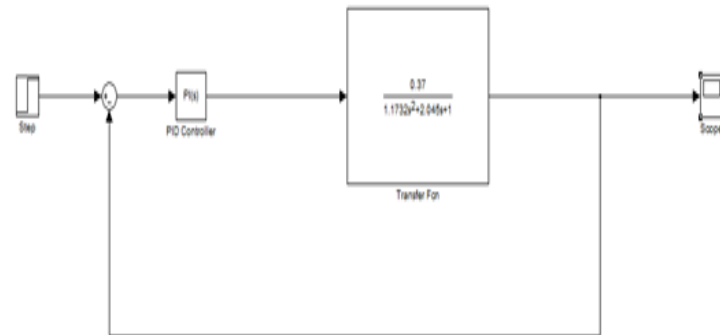 Step
PI(s)
PID Controller
0.37
1.1732s²+2.045s+1
Transfer Fcn
Scope